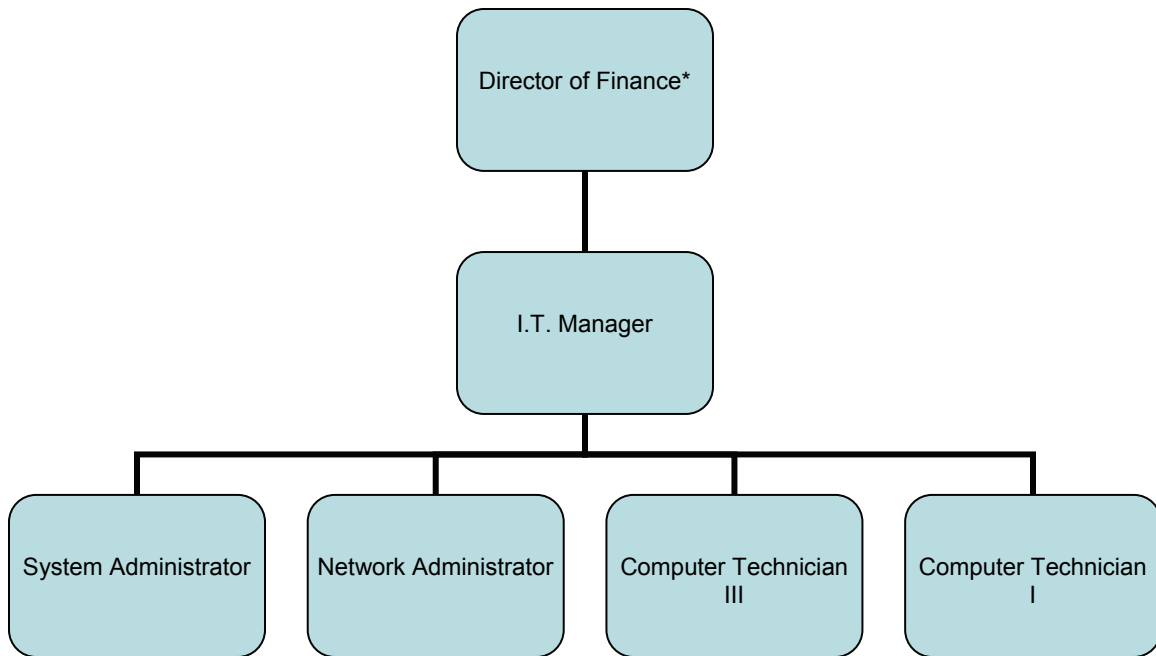 Director of Finance*
I.T. Manager
System Administrator
Network Administrator
Computer Technician
III
Computer Technician
I